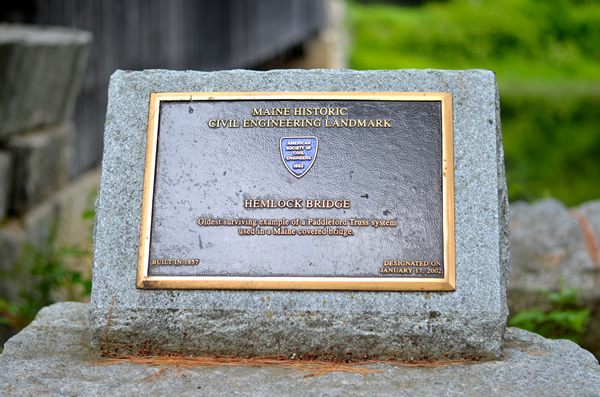 MAINE HISTORIC
CIVIL ENGINEERING LANDMARK
AMERICAN
SOCIETY OF
CIVIL
ENGINEERS
1852
HEMLOCK BRIDGE
Oldest surviving example of a Paddleford Truss system
used in a Maine covered bridge.
BUILT IN 1857
DESIGNATED ON
JANUARY 17, 2002